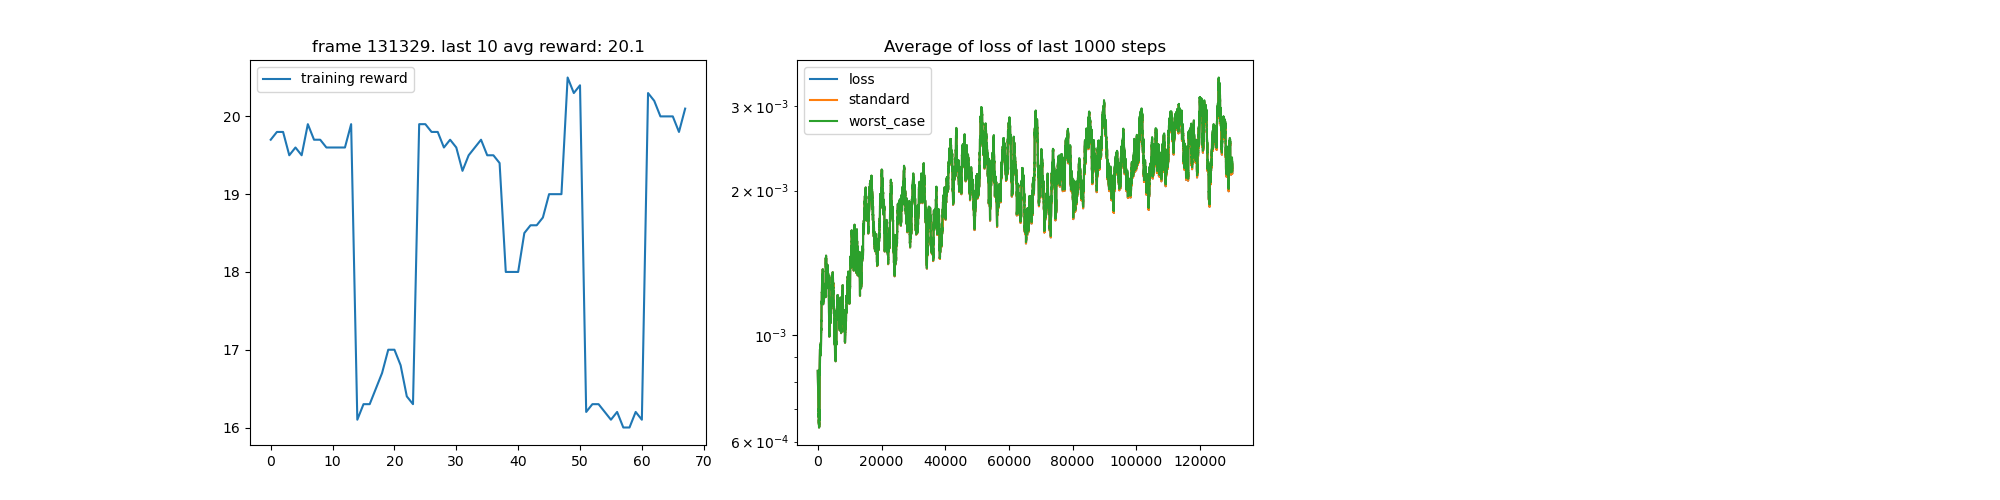 frame 131329. last 10 avg reward: 20.1
training reward
20
19
18
17
16
0 10 20 30 40 50 60 70
Average of loss of last 1000 steps
loss
standard
worst_case
3 × 10⁻³
2 × 10⁻³
10⁻³
6 × 10⁻⁴
0 20000 40000 60000 80000 100000 120000